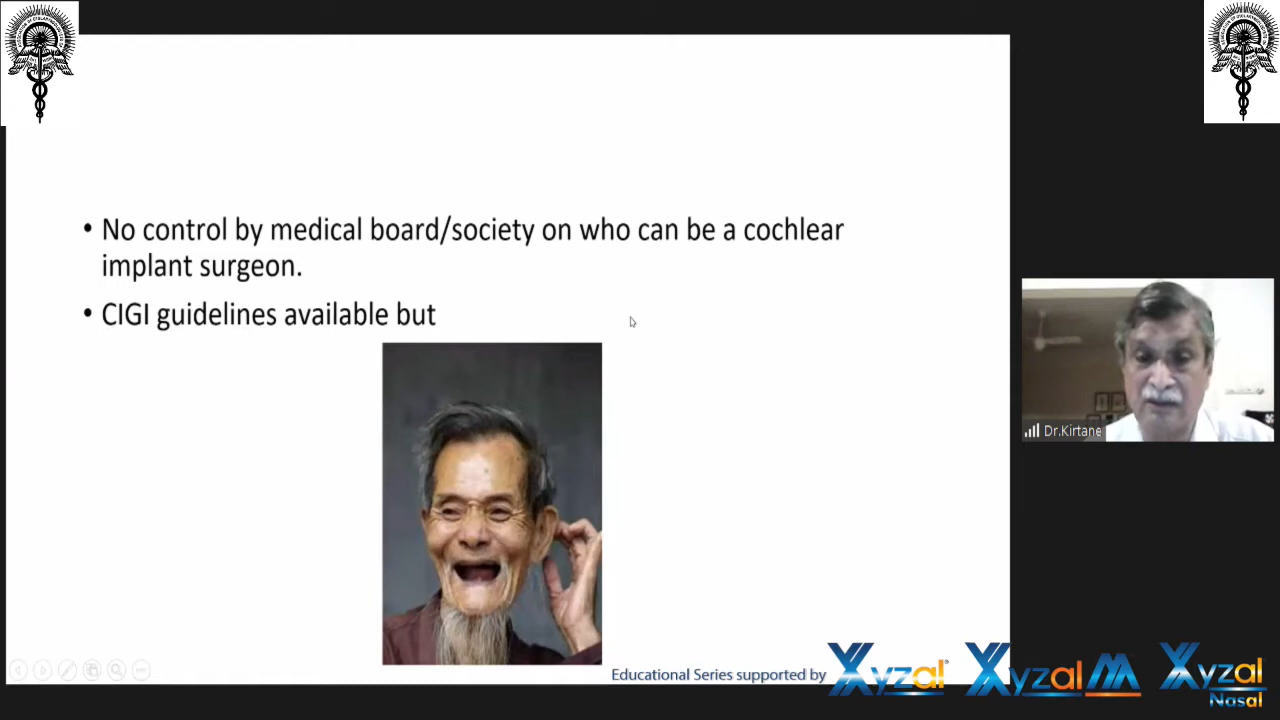 • No control by medical board/society on who can be a cochlear
implant surgeon.
• CIGI guidelines available but
Dr.Kirtane
Educational Series supported by
Xyzal®
Xyzal M
Xyzal
Nasal